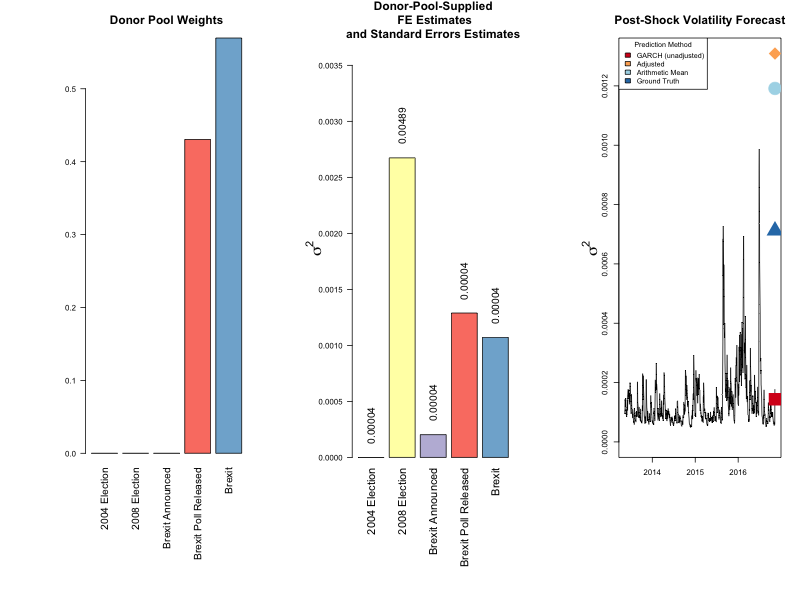 Donor Pool Weights
0.5
0.4
0.3
0.2
0.1
0.0
2004 Election
2008 Election
Brexit Announced
Brexit Poll Released
Brexit
Donor-Pool-Supplied
FE Estimates
and Standard Errors Estimates
σ2
0.0035
0.0030
0.0025
0.0020
0.0015
0.0010
0.0005
0.0000
0.00004
0.00489
0.00004
0.00004
0.00004
2004 Election
2008 Election
Brexit Announced
Brexit Poll Released
Brexit
Post-Shock Volatility Forecast
σ2
0.0012
0.0010
0.0008
0.0006
0.0004
0.0002
0.0000
Prediction Method
GARCH (unadjusted)
Adjusted
Arithmetic Mean
Ground Truth
2014 2015 2016